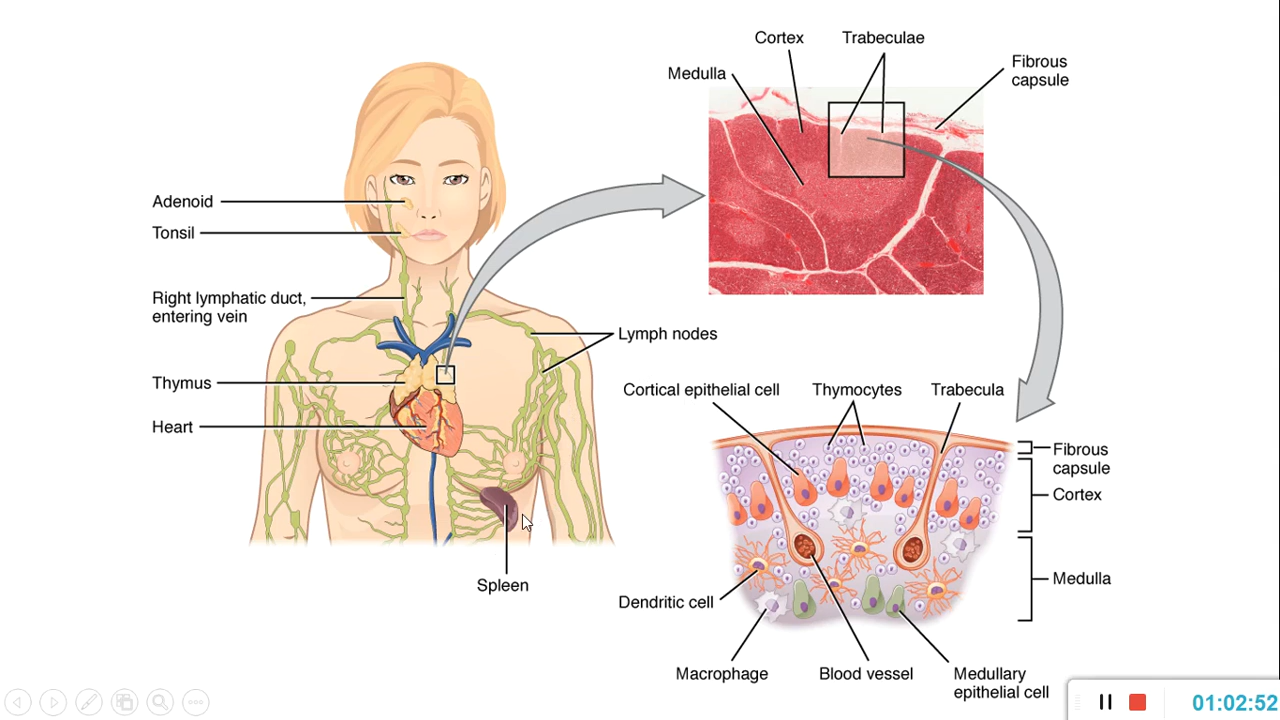 Adenoid
Tonsil
Right lymphatic duct,
entering vein
Thymus
Heart
Spleen
Lymph nodes
Cortex
Trabeculae
Medulla
Fibrous
capsule
Cortical epithelial cell
Thymocytes
Trabecula
Fibrous
capsule
Cortex
Medulla
Dendritic cell
Macrophage
Blood vessel
Medullary
epithelial cell
01:02:52